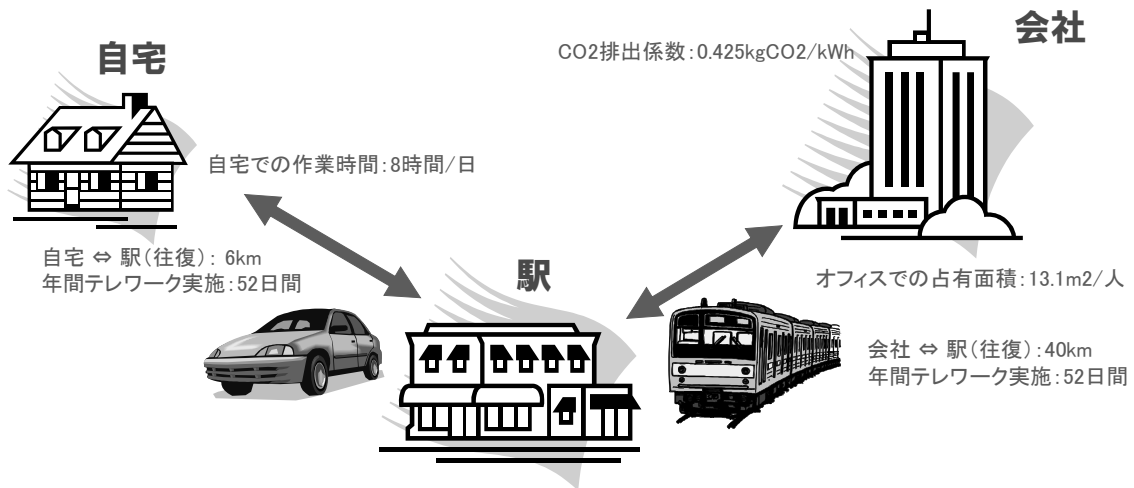 自宅
自宅での作業時間:8時間/日
自宅 ⇔ 駅(往復): 6km
年間テレワーク実施:52日間
駅
CO2排出係数:0.425kgCO2/kWh
会社
オフィスでの占有面積:13.1m2/人
会社 ⇔ 駅(往復):40km
年間テレワーク実施:52日間